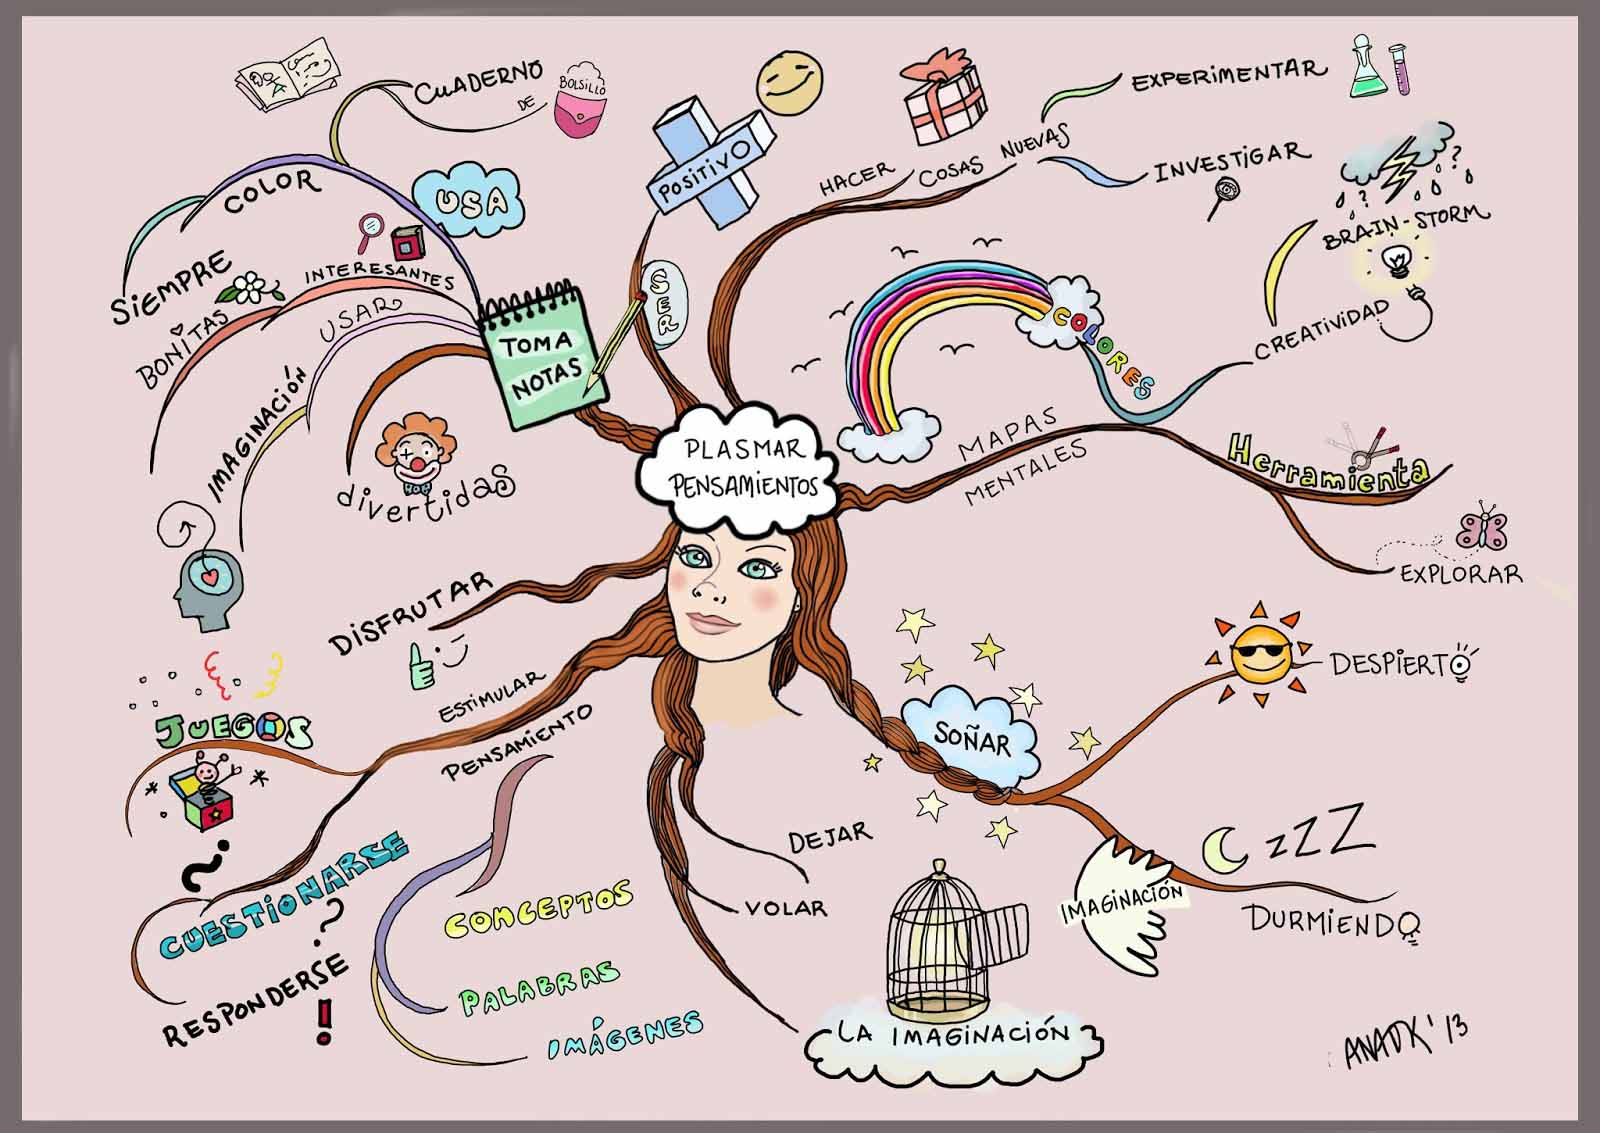 PLASMAR
PENSAMIENTOS
TOMA
NOTAS
USA
CUADERNO
DE
BOLSILLO
COLOR
SIEMPRE
INTERESANTES
BONITAS
USAR
IMAGINACIÓN
divertidas
SER
POSITIVO
HACER COSAS NUEVAS
EXPERIMENTAR
INVESTIGAR
MAPAS
MENTALES
COLORES
CREATIVIDAD
BRAIN-STORM
? ?
Herramienta
EXPLORAR
SOÑAR
DESPIERTO
ZZZ
IMAGINACIÓN
DURMIENDO
DEJAR
VOLAR
LA IMAGINACIÓN
DISFRUTAR
ESTIMULAR
PENSAMIENTO
JUEGOS
CUESTIONARSE
?
RESPONDERSE
!
CONCEPTOS
PALABRAS
IMÁGENES